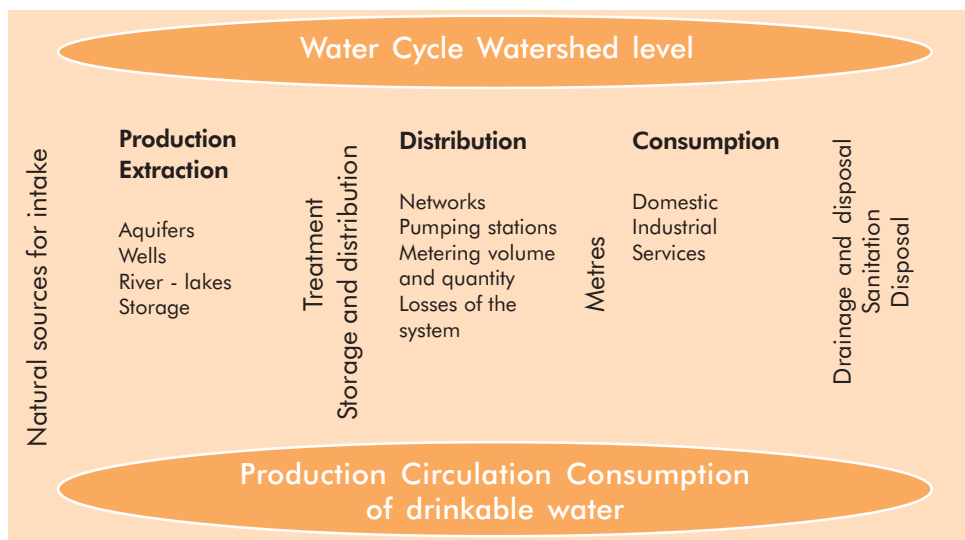 Water Cycle Watershed level
Natural sources for intake
Production
Extraction
Aquifers
Wells
River - lakes
Storage
Treatment
Storage and distribution
Distribution
Networks
Pumping stations
Metering volume
and quantity
Losses of the
system
Metres
Consumption
Domestic
Industrial
Services
Drainage and disposal
Sanitation
Disposal
Production Circulation Consumption
of drinkable water